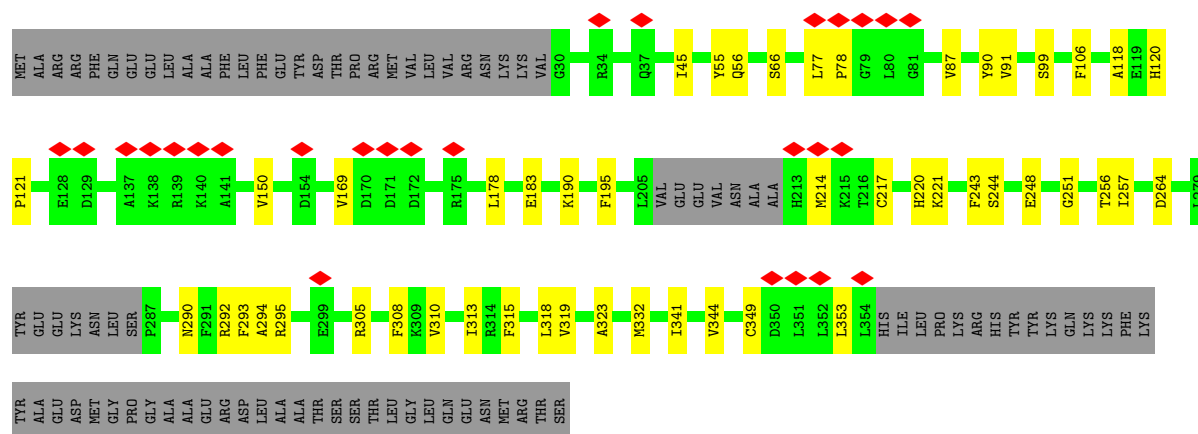 MET ALA ARG ARG PHE GLN GLU GLU LEU ALA ALA PHE LEU PHE GLU TYR ASP THR PRO ARG MET VAL LEU VAL ARG ASN LYS LYS VAL G30 R34 Q37 I45 Y55 Q56 S66 L77 P78 G79 L80 G81 V87 Y90 V91 S99 F106 A118 E119 H120
P121 E128 D129 A137 K138 R139 K140 A141 V150 D154 V169 D170 D171 D172 R175 L178 E183 K190 F195 L205 VAL GLU GLU VAL ASN ALA ALA H213 M214 K215 T216 C217 H220 K221 F243 S244 E248 G251 T256 I257 D264
TYR GLU GLU LYS ASN LEU SER P287 N290 F291 R292 F293 A294 R295 E299 R305 F308 K309 V310 I313 R314 F315 L318 V319 A323 M332 I341 V344 C349 D350 L351 L352 L353 L354 HIS ILE LEU PRO LYS ARG HIS TYR TYR LYS GLN LYS LYS PHE LYS
TYR ALA GLU ASP MET GLY PRO GLY ALA ALA GLU ARG ASP LEU ALA ALA THR SER SER THR LEU GLY LEU GLN GLU ASN MET ARG THR SER